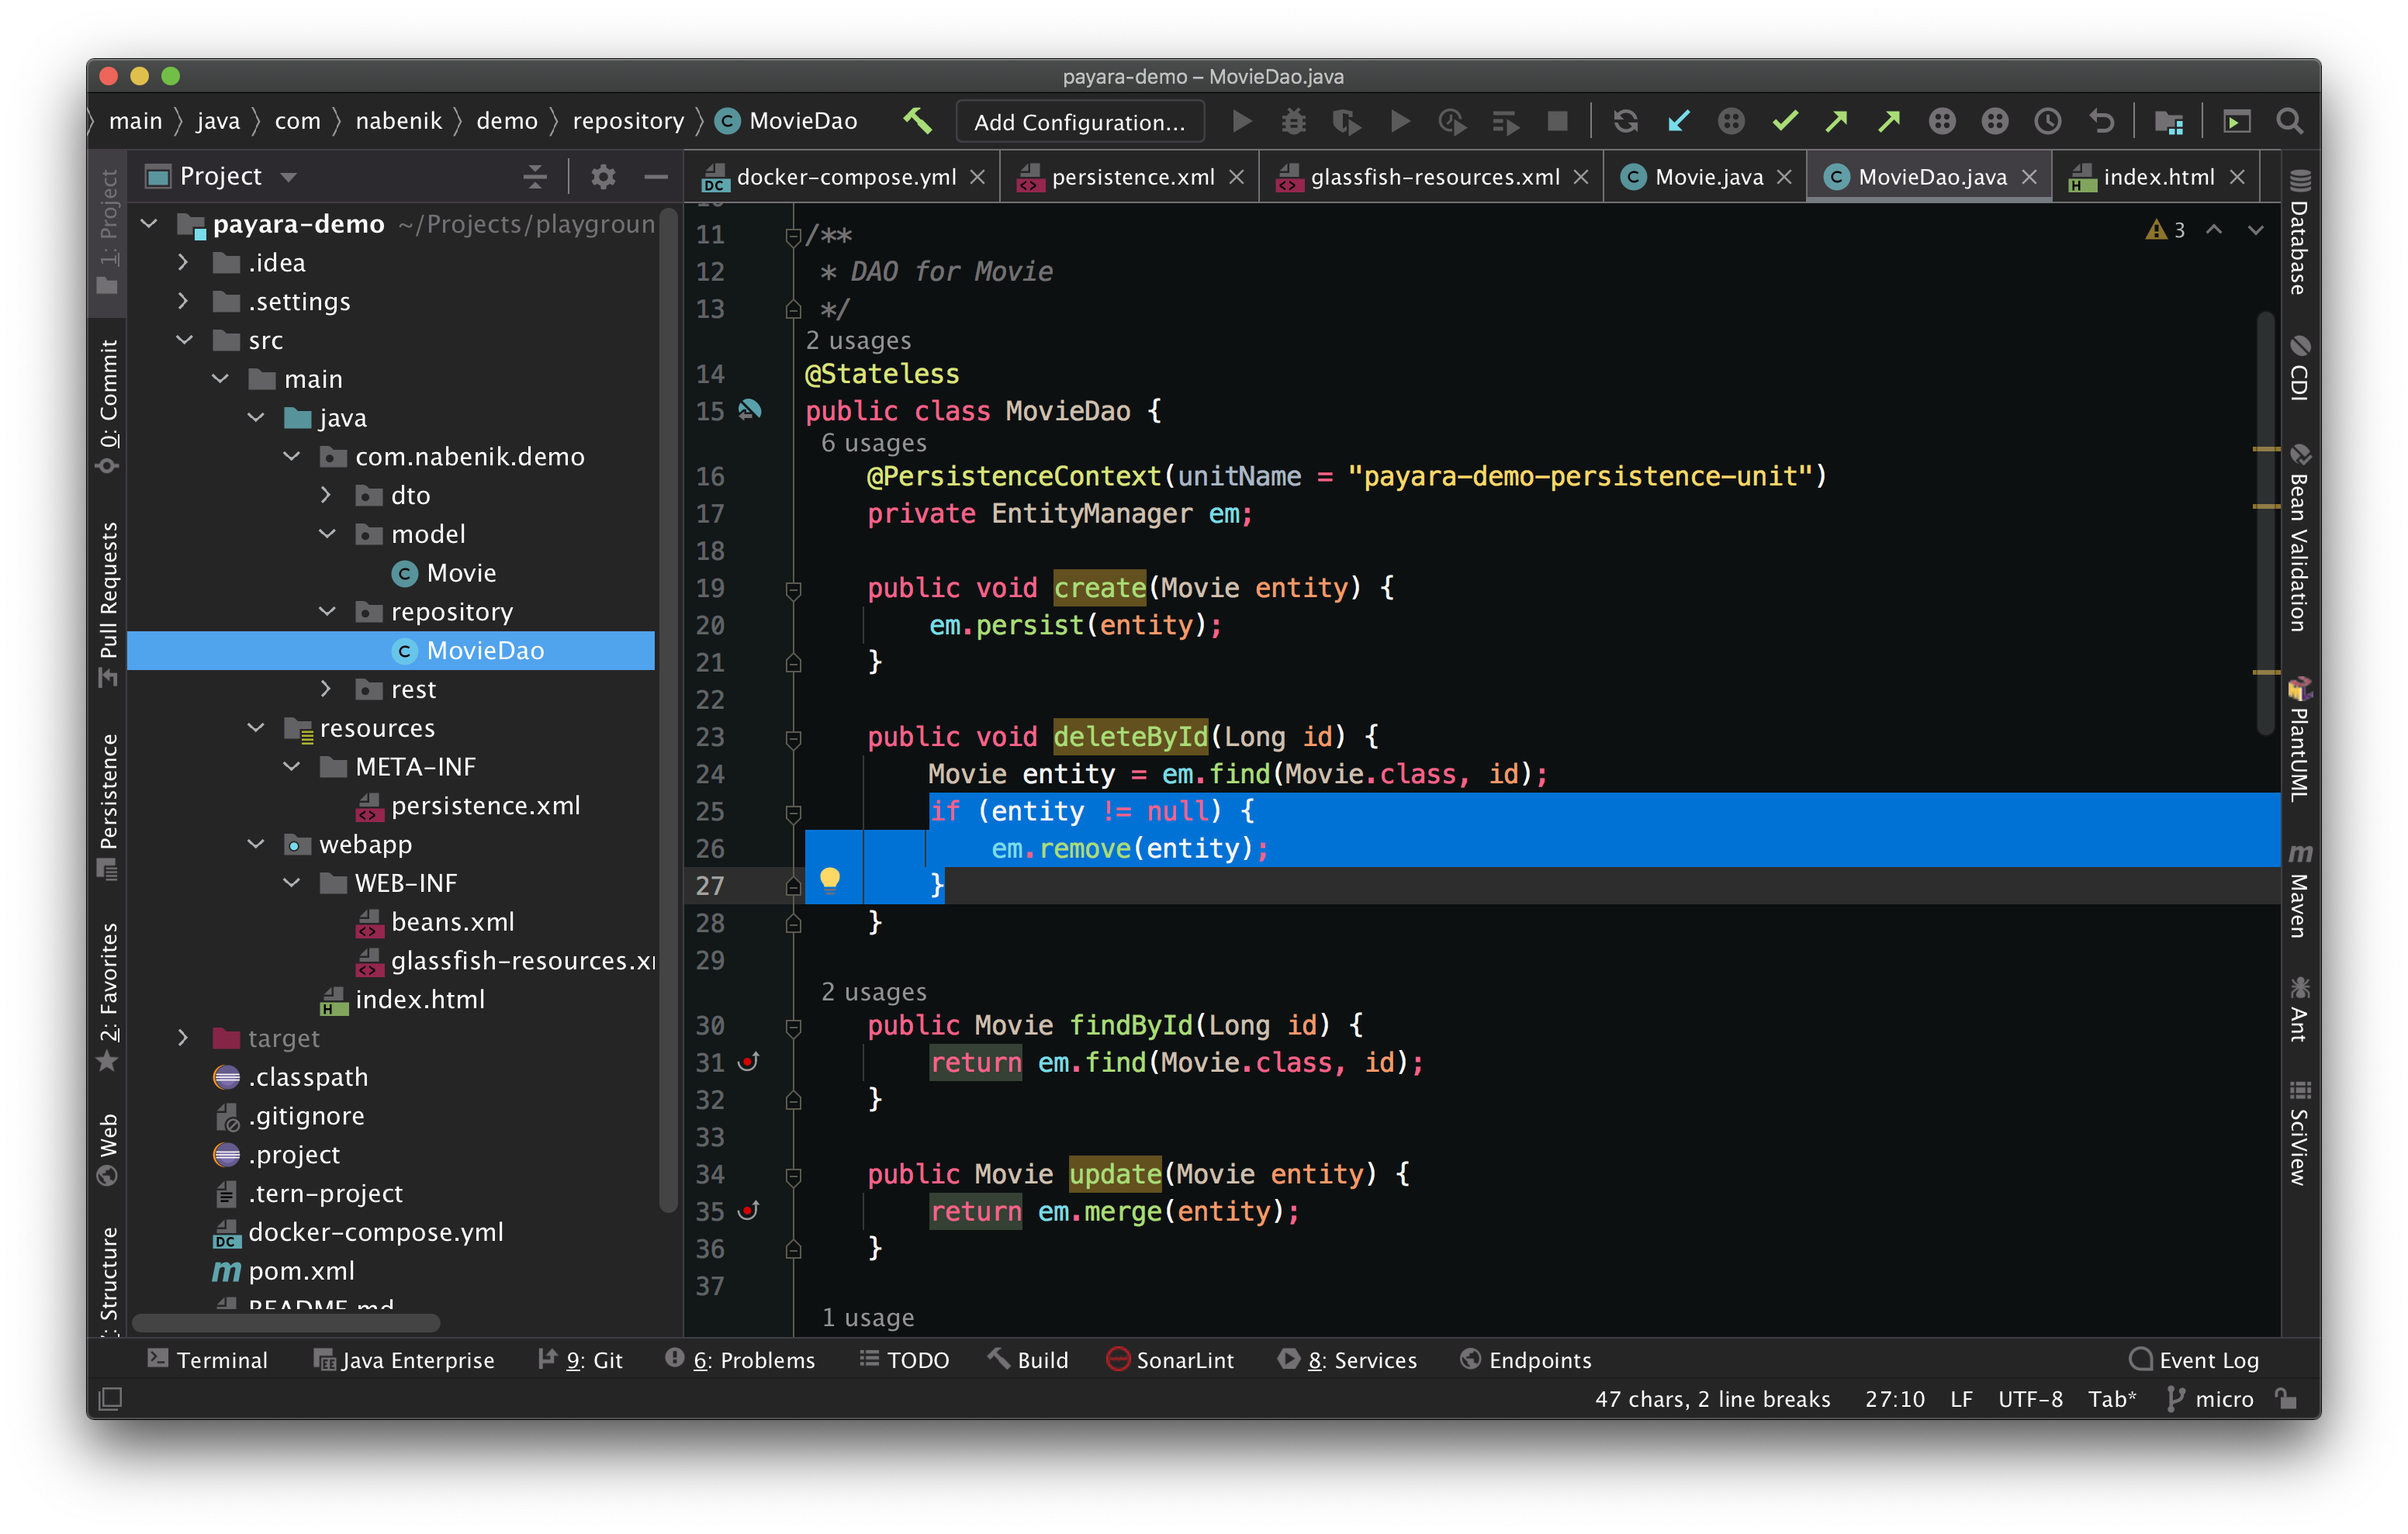 payara-demo – MovieDao.java
main java com nabenik demo repository MovieDao Add Configuration...
1: Project
0: Commit
Pull Requests
Persistence
2: Favorites
Web
Structure
Project
payara-demo ~/Projects/playgroun
.idea
.settings
src
main
java
com.nabenik.demo
dto
model
Movie
repository
MovieDao
rest
resources
META-INF
persistence.xml
webapp
WEB-INF
beans.xml
glassfish-resources.x
index.html
target
.classpath
.gitignore
.project
.tern-project
docker-compose.yml
pom.xml
README.md
docker-compose.yml persistence.xml glassfish-resources.xml Movie.java MovieDao.java index.html
3
11 /**
12 * DAO for Movie
13 */
2 usages
14 @Stateless
15 public class MovieDao {
6 usages
16 @PersistenceContext(unitName = "payara-demo-persistence-unit")
17 private EntityManager em;
18
19 public void create(Movie entity) {
20 em.persist(entity);
21 }
22
23 public void deleteById(Long id) {
24 Movie entity = em.find(Movie.class, id);
25 if (entity != null) {
26 em.remove(entity);
27 }
28 }
29
2 usages
30 public Movie findById(Long id) {
31 return em.find(Movie.class, id);
32 }
33
34 public Movie update(Movie entity) {
35 return em.merge(entity);
36 }
37
1 usage
Database
CDI
Bean Validation
PlantUML
Maven
Ant
SciView
Terminal Java Enterprise 9: Git 6: Problems TODO Build SonarLint 8: Services Endpoints Event Log
47 chars, 2 line breaks 27:10 LF UTF-8 Tab* micro